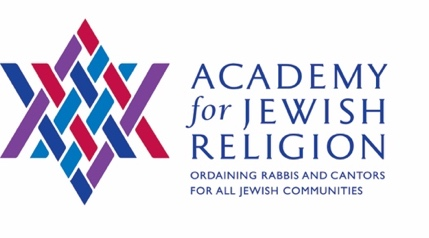 ACADEMY
for JEWISH
RELIGION
ORDAINING RABBIS AND CANTORS
FOR ALL JEWISH COMMUNITIES